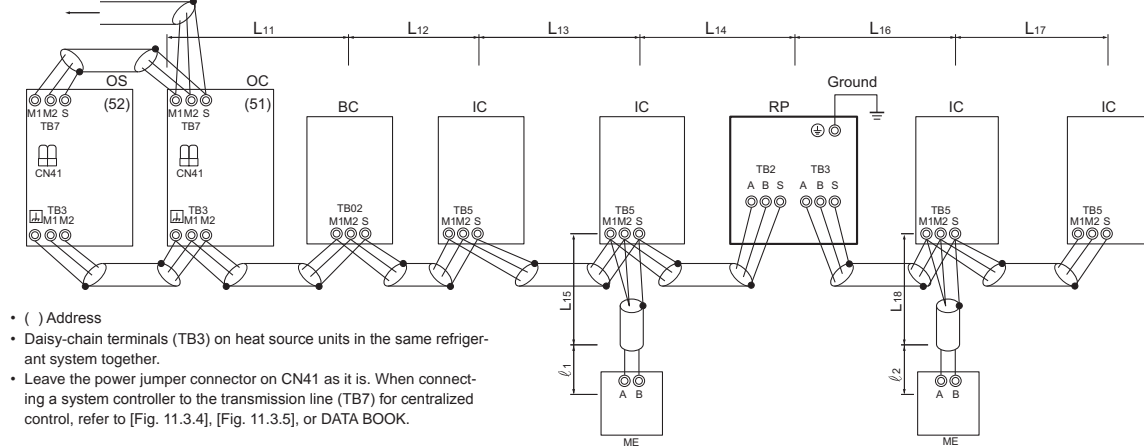 L11 L12 L13 L14 L16 L17
OS OC Ground
(52) (51) BC IC IC RP IC IC
M1 M2 S M1 M2 S
TB7 TB7
CN41 CN41
TB2 TB3
A B S A B S
TB3 TB3 TB02 TB5 TB5 TB5 TB5
M1 M2 M1 M2 M1 M2 S M1 M2 S M1 M2 S M1 M2 S M1 M2 S
L15 L18
• ( ) Address
• Daisy-chain terminals (TB3) on heat source units in the same refriger-
ant system together.
• Leave the power jumper connector on CN41 as it is. When connect-
ing a system controller to the transmission line (TB7) for centralized
control, refer to [Fig. 11.3.4], [Fig. 11.3.5], or DATA BOOK.
ℓ1 ℓ2
A B A B
ME ME